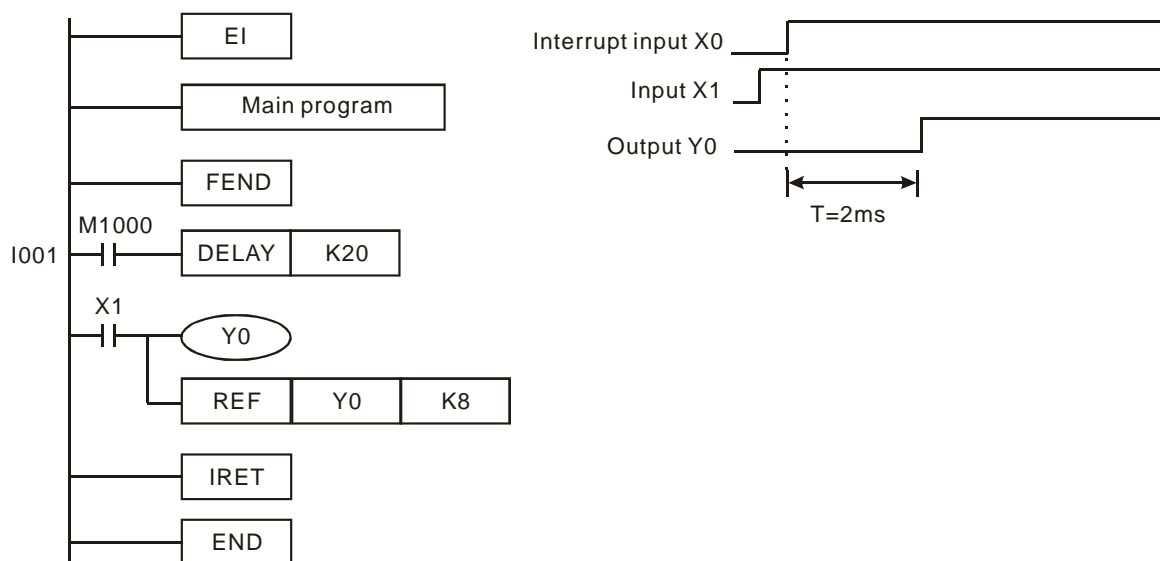 EI
Main program
FEND
M1000
I001 DELAY K20
X1
Y0
REF Y0 K8
IRET
END
Interrupt input X0
Input X1
Output Y0
T=2ms